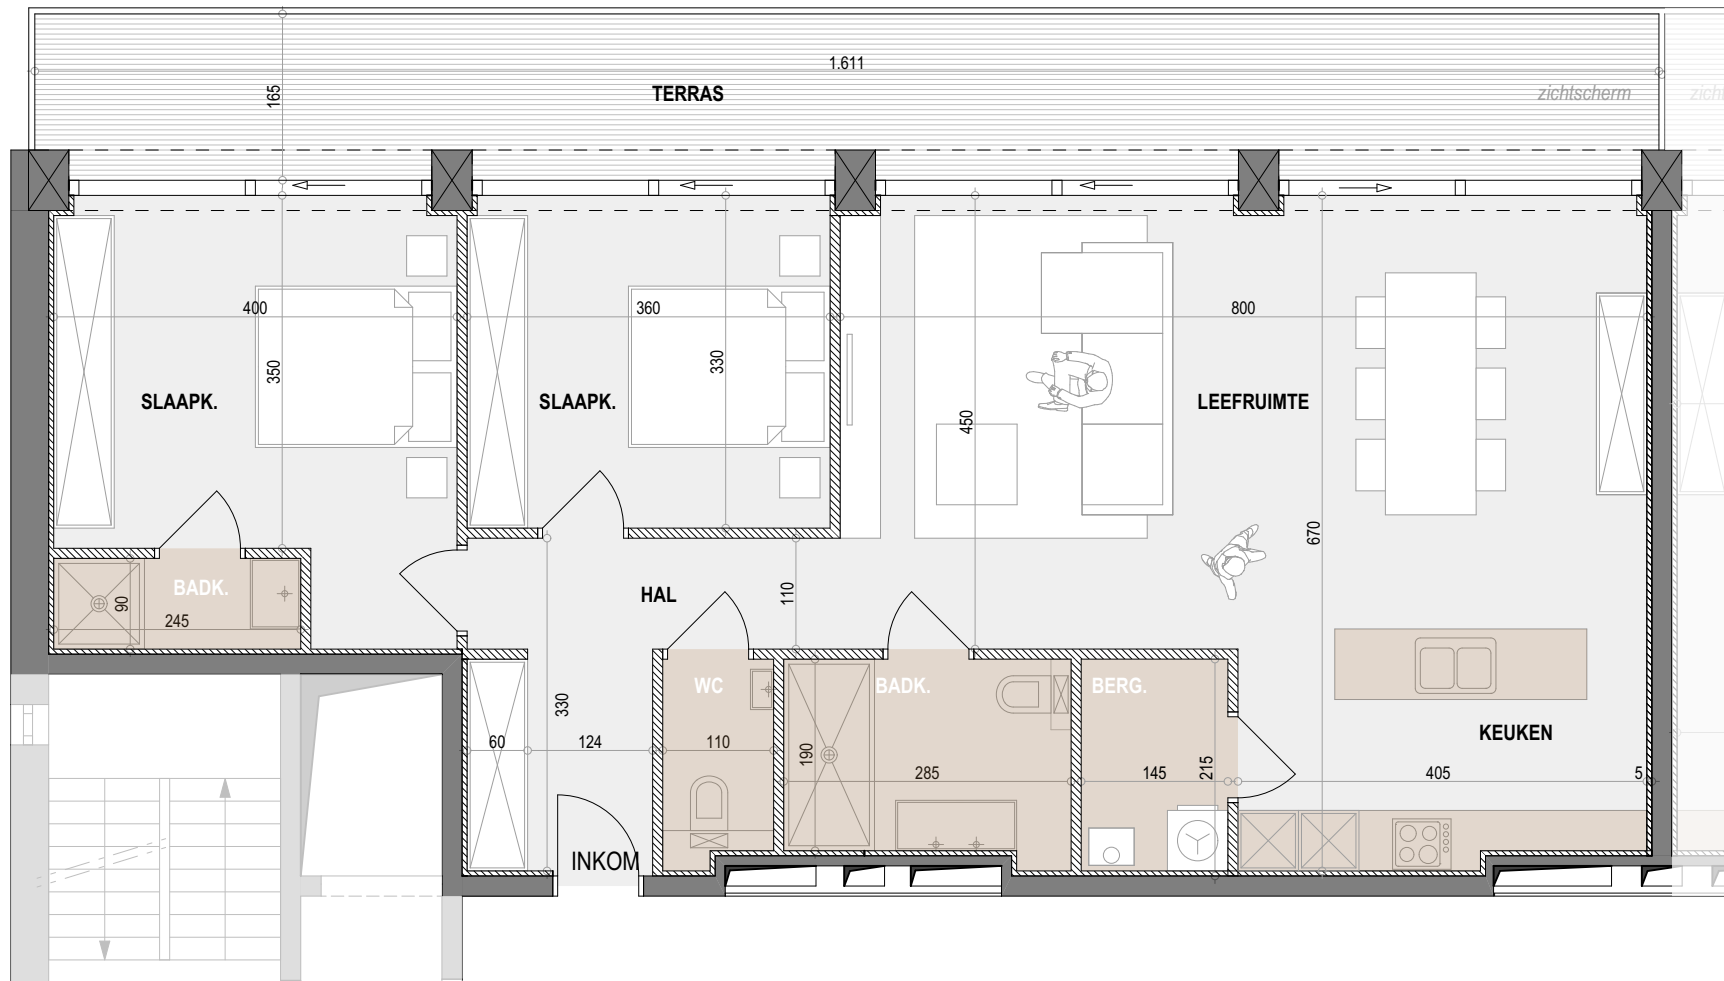 1.611
165
TERRAS
zichtscherm
zicht
400
360
800
350
330
450
SLAAPK.
SLAAPK.
LEEFRUIMTE
670
BADK.
90
245
HAL
110
WC
BADK.
BERG.
330
KEUKEN
60
124
110
190
285
145
215
405
5
INKOM